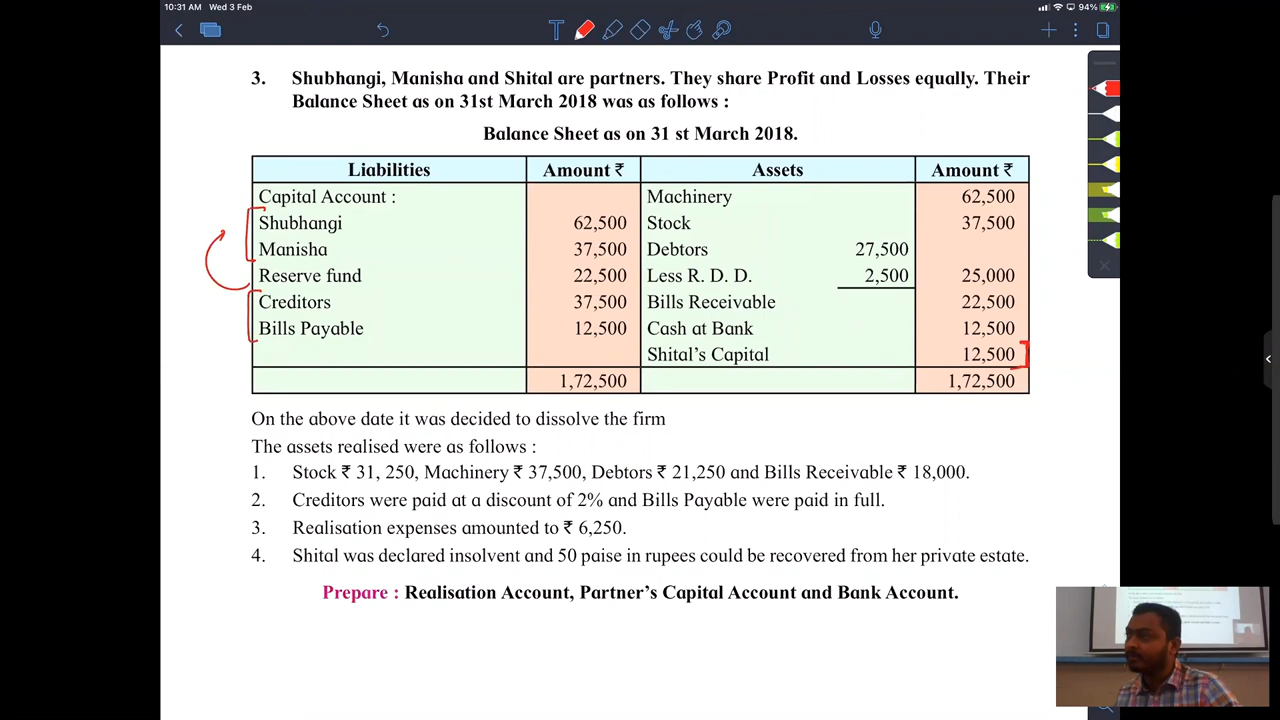 10:31 AM Wed 3 Feb 94%
3. Shubhangi, Manisha and Shital are partners. They share Profit and Losses equally. Their
Balance Sheet as on 31st March 2018 was as follows :
Balance Sheet as on 31 st March 2018.
Liabilities Amount ₹ Assets Amount ₹
Capital Account : Machinery 62,500
Shubhangi 62,500 Stock 37,500
Manisha 37,500 Debtors 27,500
Reserve fund 22,500 Less R. D. D. 2,500 25,000
Creditors 37,500 Bills Receivable 22,500
Bills Payable 12,500 Cash at Bank 12,500
Shital's Capital 12,500
1,72,500 1,72,500
On the above date it was decided to dissolve the firm
The assets realised were as follows :
1. Stock ₹ 31, 250, Machinery ₹ 37,500, Debtors ₹ 21,250 and Bills Receivable ₹ 18,000.
2. Creditors were paid at a discount of 2% and Bills Payable were paid in full.
3. Realisation expenses amounted to ₹ 6,250.
4. Shital was declared insolvent and 50 paise in rupees could be recovered from her private estate.
Prepare : Realisation Account, Partner's Capital Account and Bank Account.